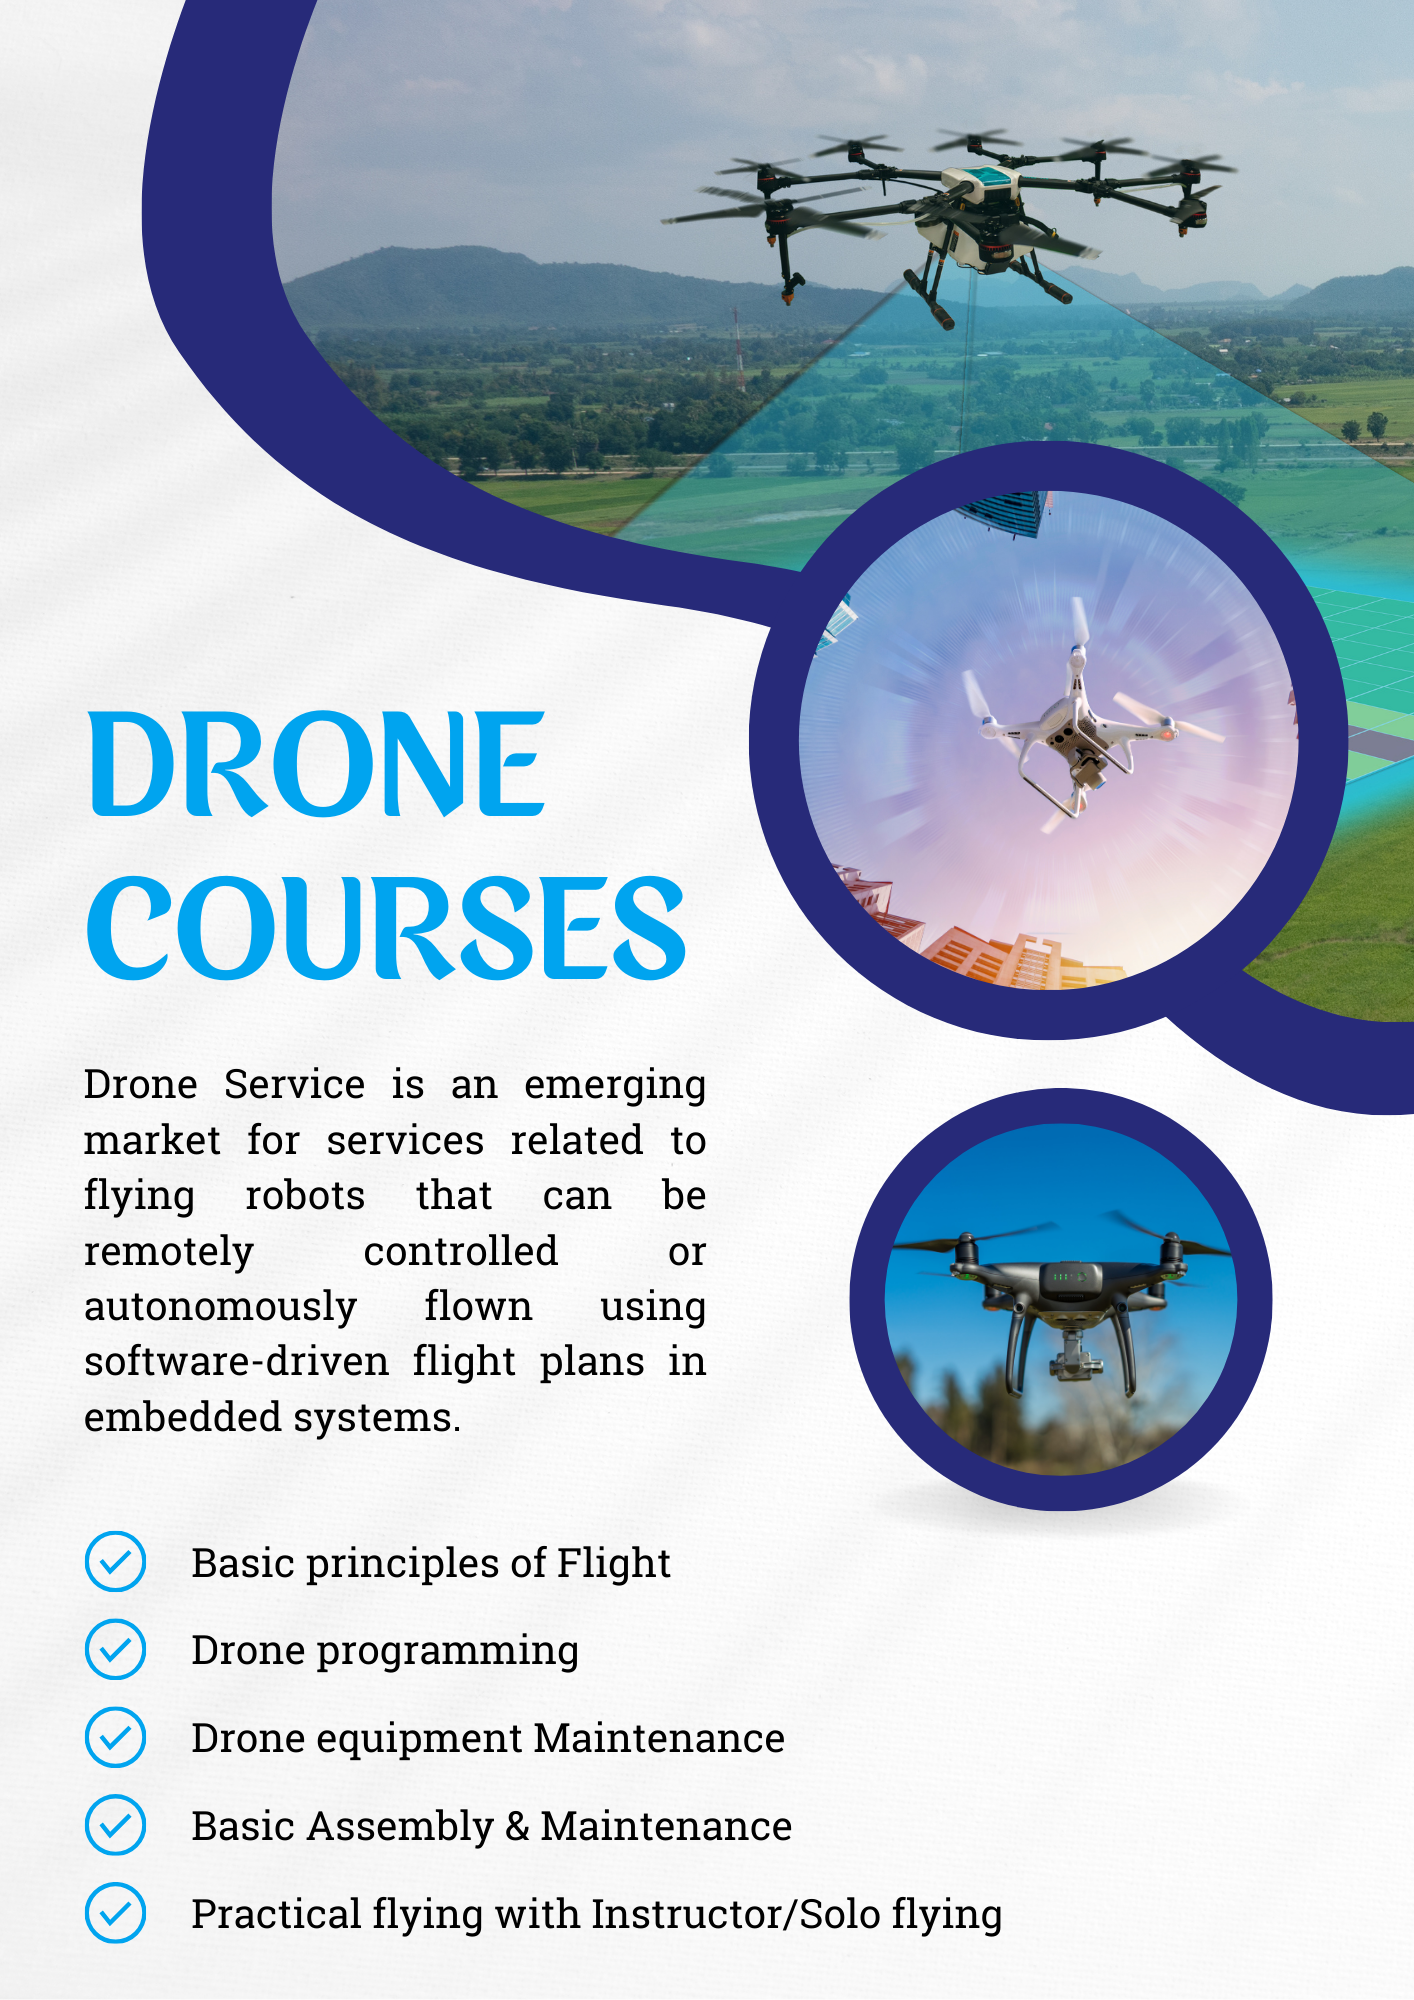 DRONE
COURSES
Drone Service is an emerging
market for services related to
flying robots that can be
remotely controlled or
autonomously flown using
software-driven flight plans in
embedded systems.
Basic principles of Flight
Drone programming
Drone equipment Maintenance
Basic Assembly & Maintenance
Practical flying with Instructor/Solo flying